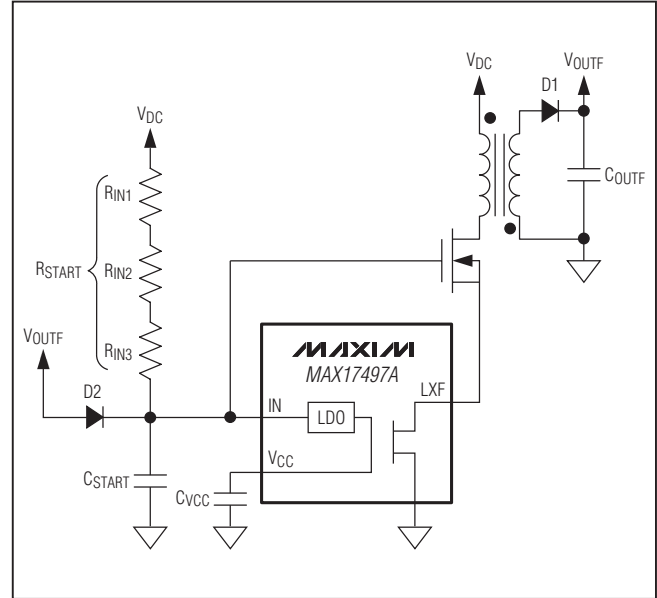 VDC
VOUTF
D1
COUTF
VDC
RIN1
RSTART
RIN2
RIN3
VOUTF
D2
CSTART
IN
MAXIM
MAX17497A
LXF
LDO
VCC
CVCC